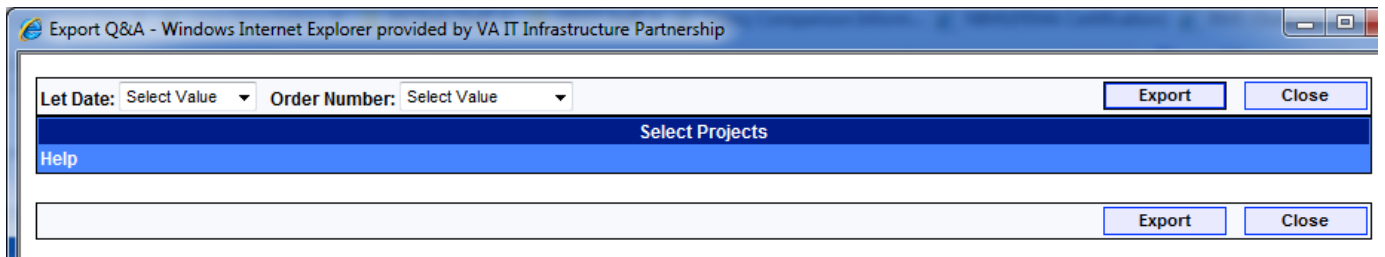 Export Q&A - Windows Internet Explorer provided by VA IT Infrastructure Partnership
Let Date: Select Value Order Number: Select Value Export Close
Select Projects
Help
Export Close